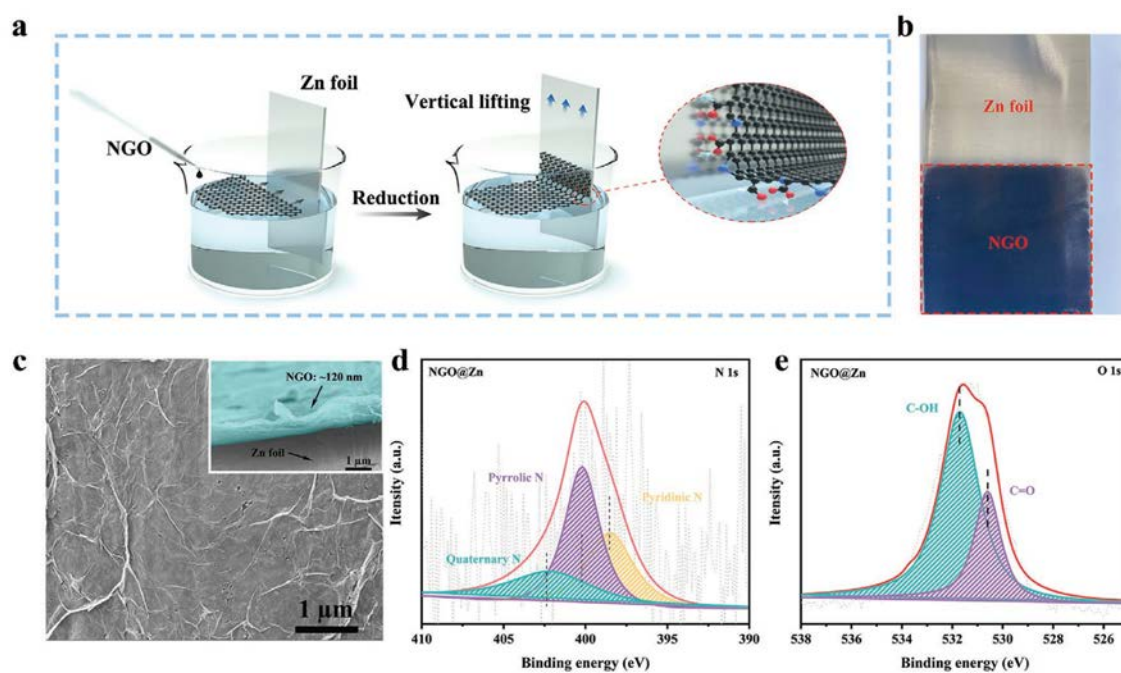 a
Zn foil
NGO
Reduction
Vertical lifting
b
Zn foil
NGO
c
NGO: ~120 nm
Zn foil
1 μm
1 μm
d
NGO@Zn
N 1s
Pyrrolic N
Pyridinic N
Quaternary N
Itensity (a.u.)
410 405 400 395 390
Binding energy (eV)
e
NGO@Zn
O 1s
C-OH
C=O
Itensity (a.u.)
538 536 534 532 530 528 526
Binding energy (eV)